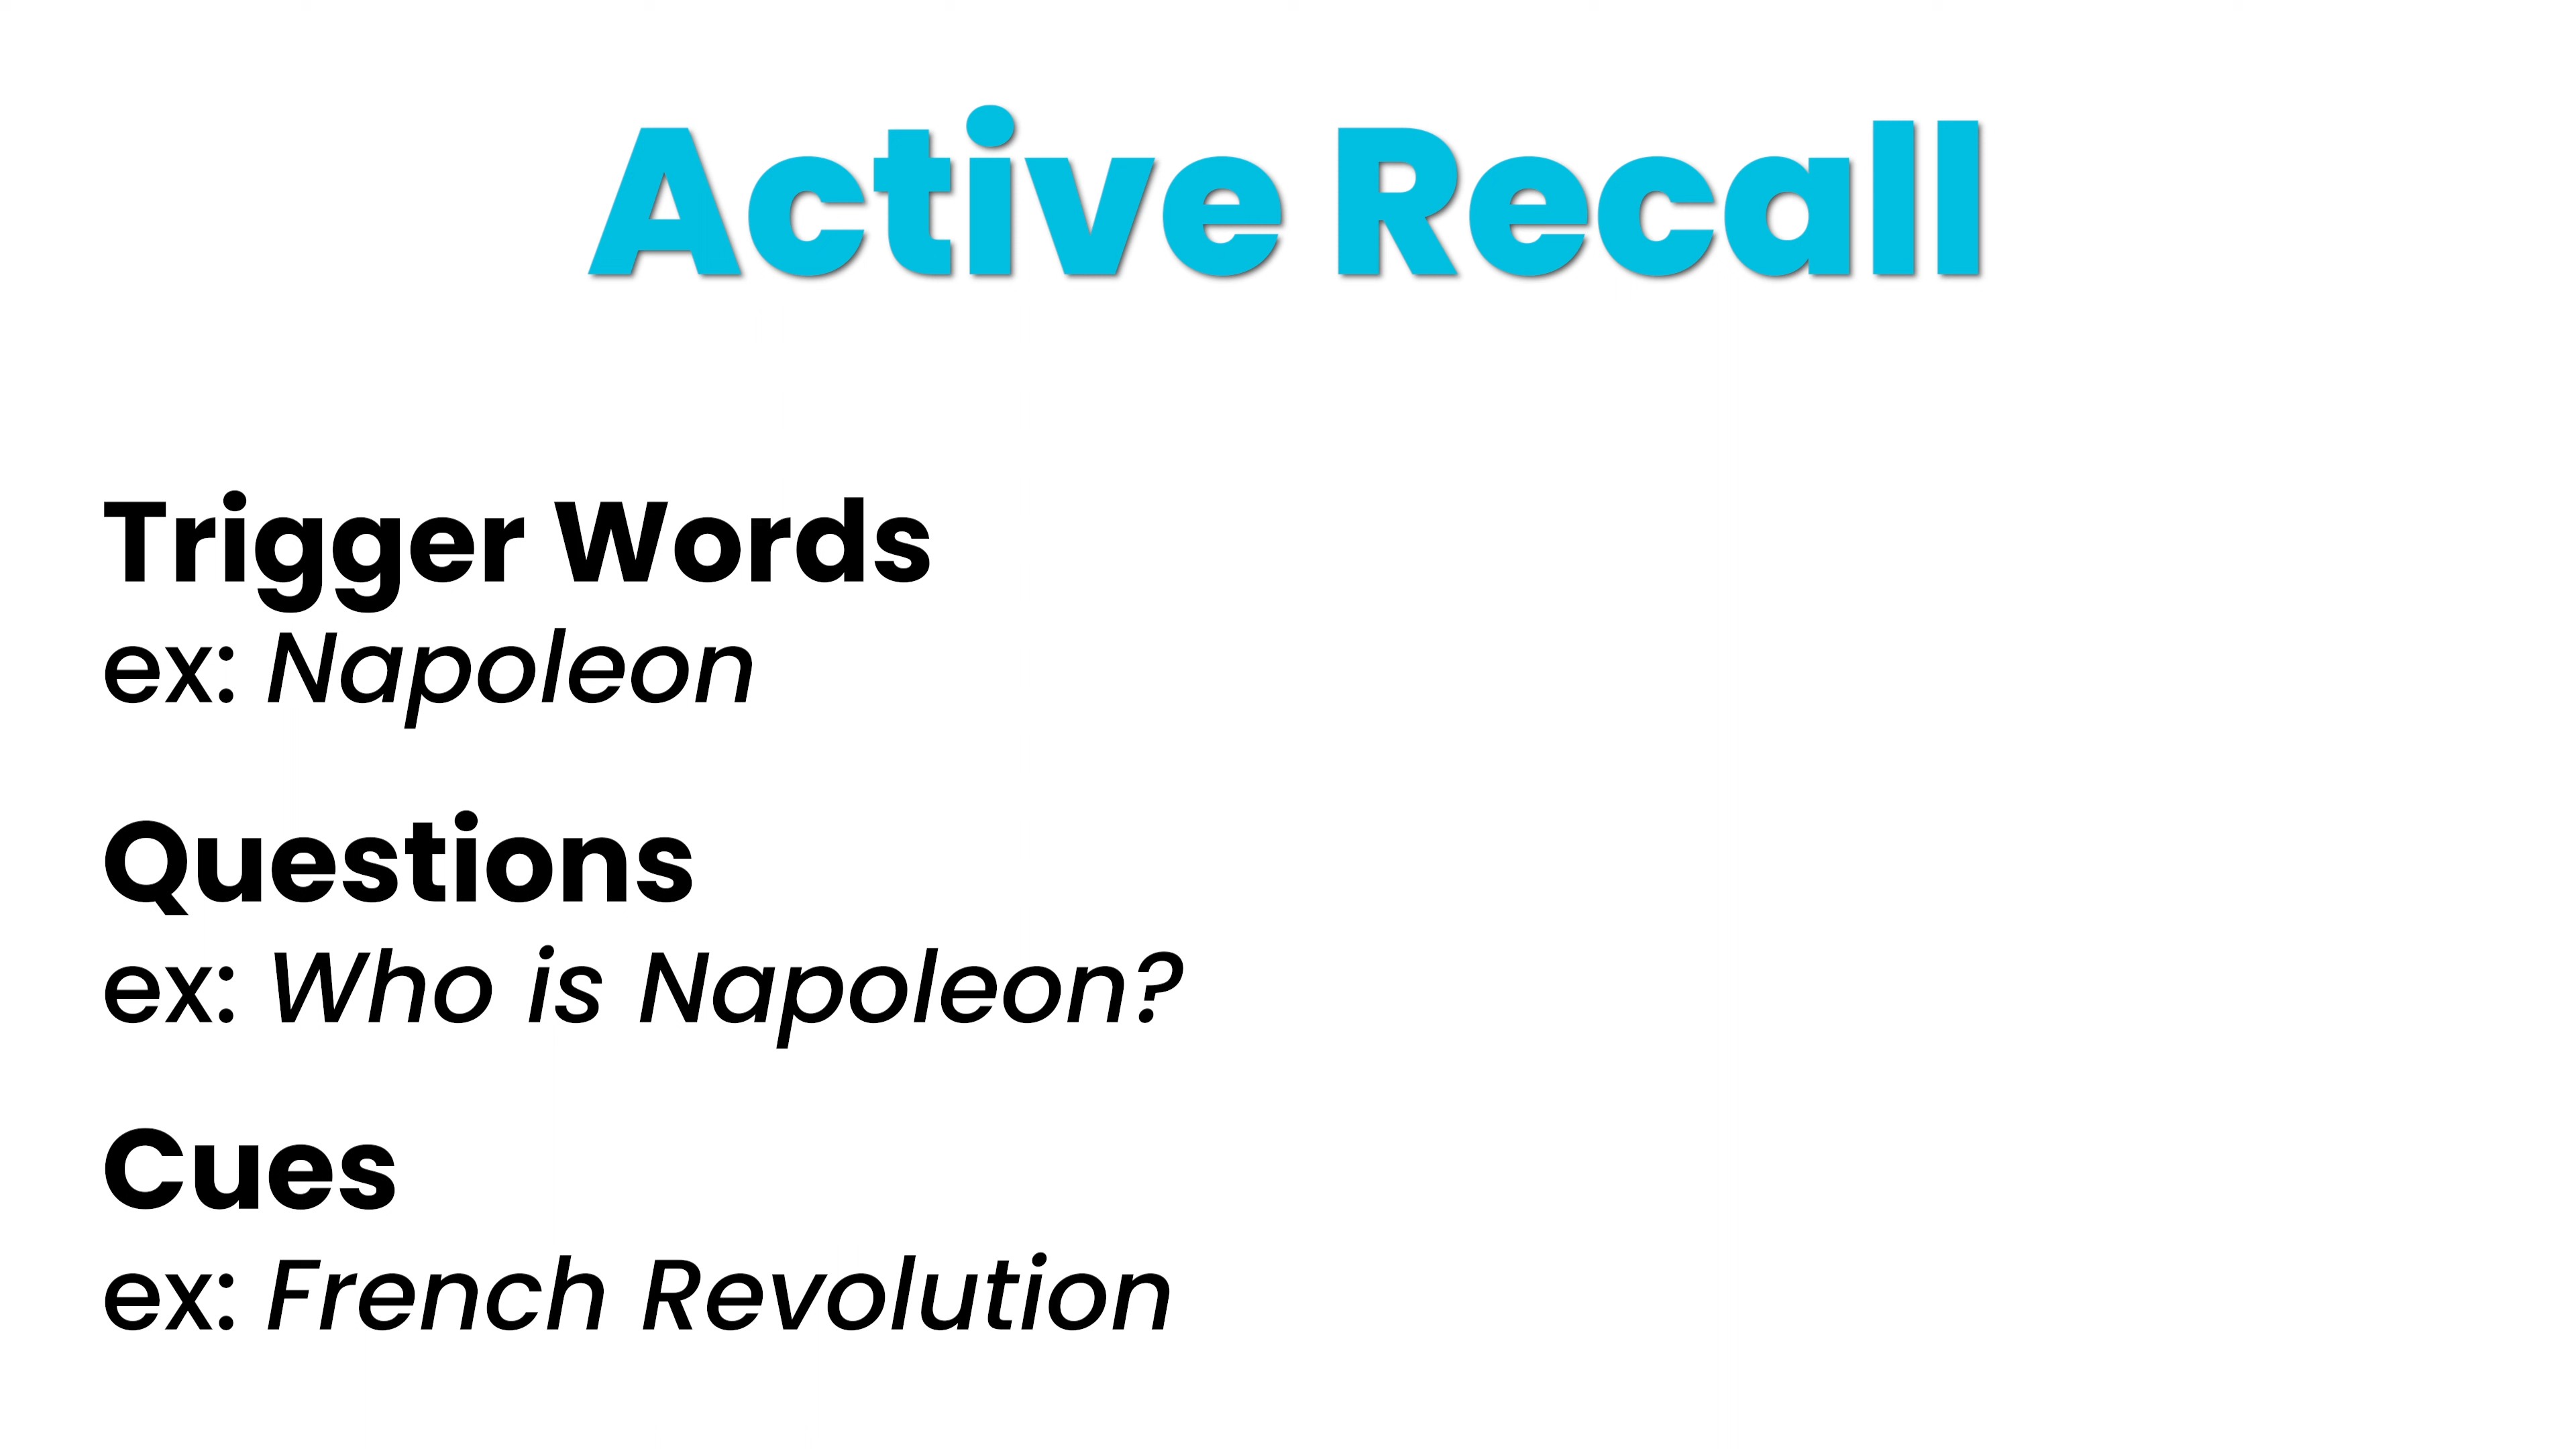 Active Recall
Trigger Words
ex: Napoleon
Questions
ex: Who is Napoleon?
Cues
ex: French Revolution